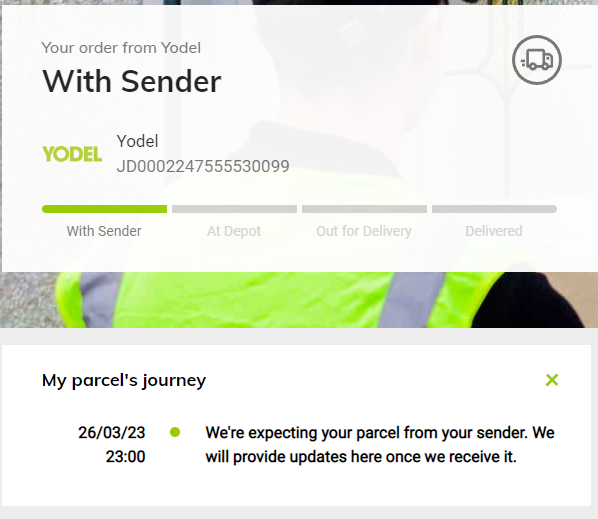 Your order from Yodel
With Sender
YODEL
Yodel
JD0002247555530099
With Sender
At Depot
Out for Delivery
Delivered
My parcel's journey
26/03/23
23:00
We're expecting your parcel from your sender. We
will provide updates here once we receive it.